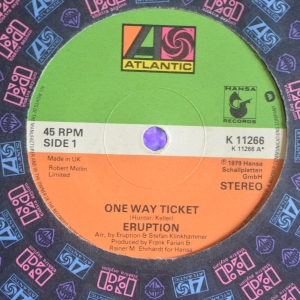 ATLANTIC
HANSA
RECORDS
45 RPM
SIDE 1
K 11266
K 11266 A*
Made in UK
Robert Mellin
Limited
℗ 1979 Hansa
Schallplatten
GmbH
STEREO
ONE WAY TICKET
(Hunter/Keller)
ERUPTION
Arr. by Eruption & Stefan Klinkhammer
Produced by Frank Farian &
Rainer M. Ehrhardt for Hansa